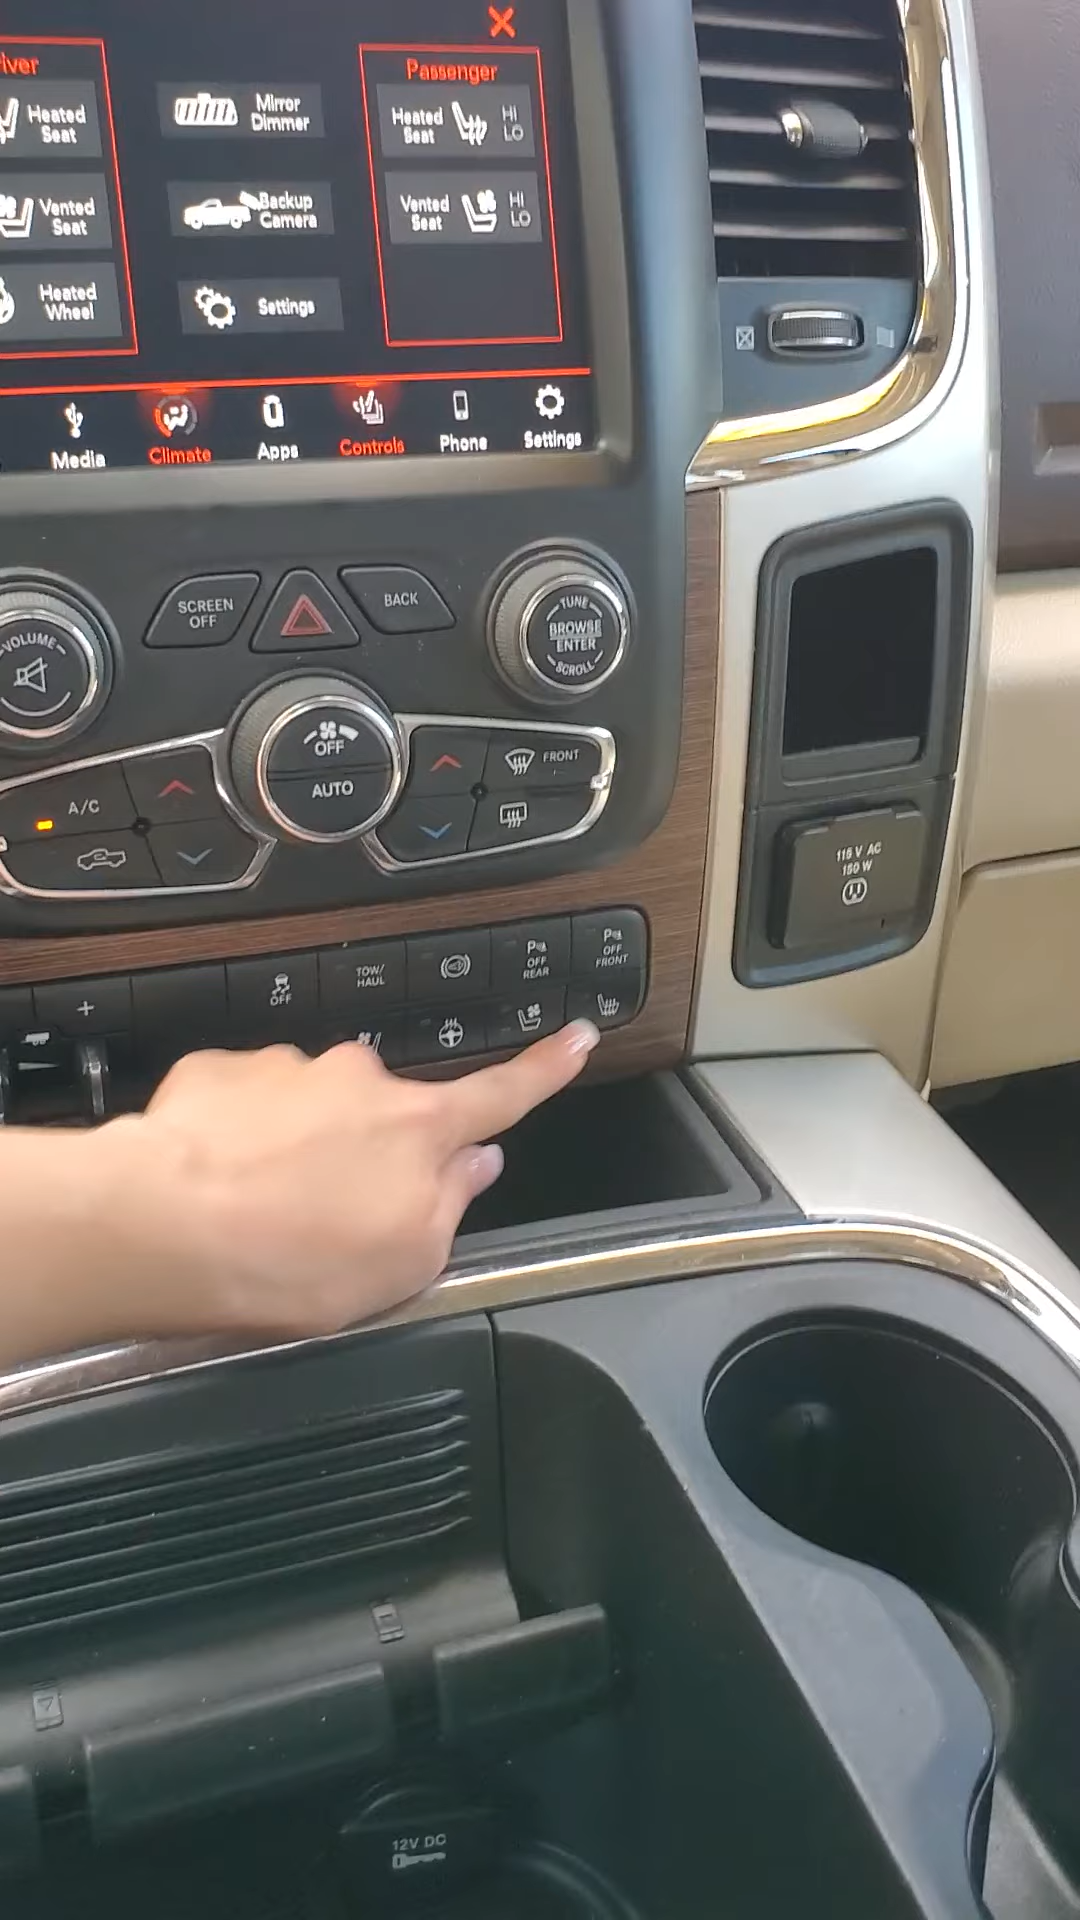 Passenger
Heated
Seat
Mirror
Dimmer
Heated
Seat
HI
LO
Vented
Seat
Backup
Camera
Vented
Seat
HI
LO
Heated
Wheel
Settings
Media
Climate
Apps
Controls
Phone
Settings
SCREEN
OFF
BACK
TUNE
BROWSE
ENTER
SCROLL
VOLUME
OFF
AUTO
FRONT
A/C
115 V AC
150 W
OFF
TOW/
HAUL
P
OFF
REAR
P
OFF
FRONT
+
12V DC